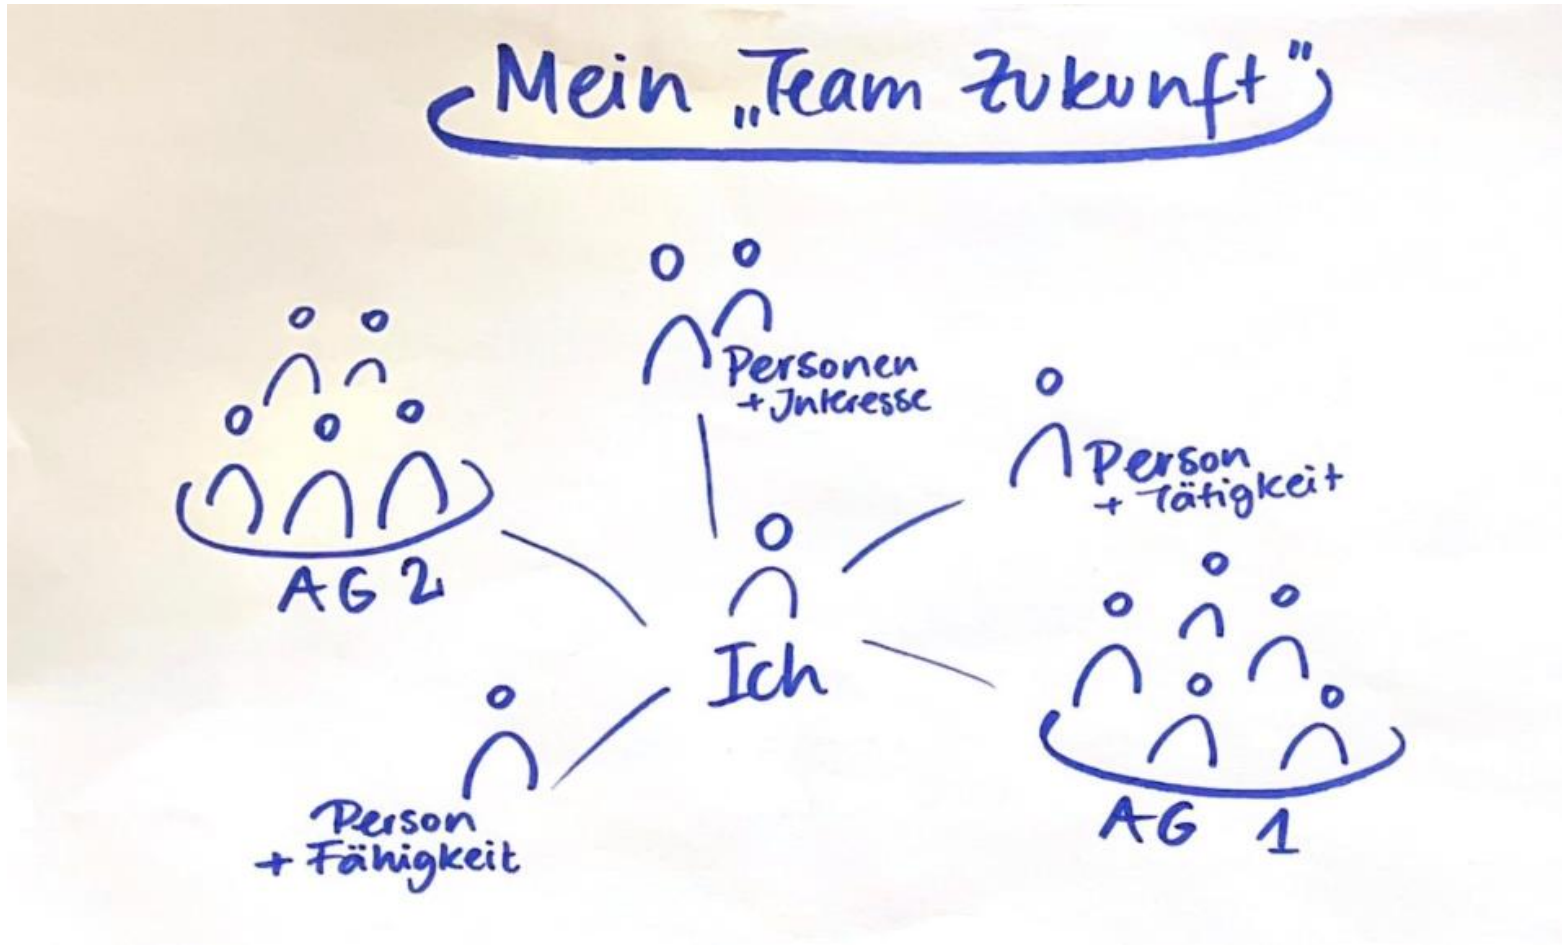 Mein „Team Zukunft"
Personen
+ Interesse
Person
+ Tätigkeit
AG 2
Ich
AG 1
Person
+ Fähigkeit